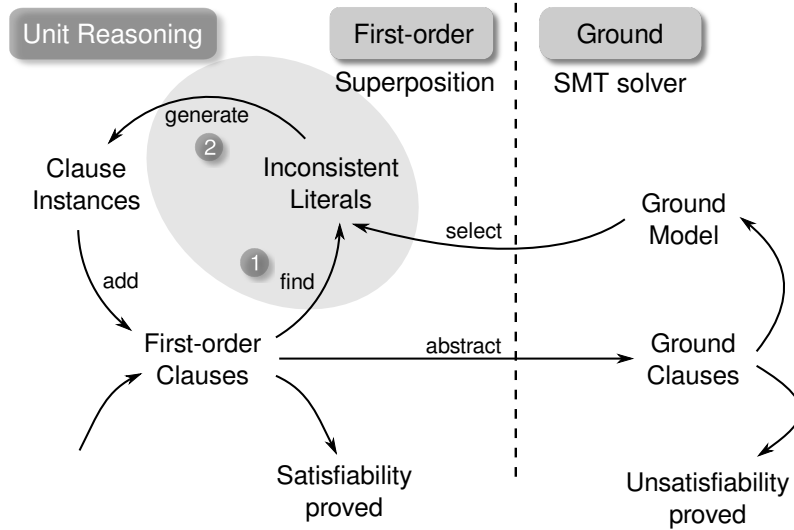 Unit Reasoning
First-order
Ground
Superposition
SMT solver
generate
2
Clause
Instances
Inconsistent
Literals
Ground
Model
select
1
add
find
First-order
Clauses
abstract
Ground
Clauses
Satisfiability
proved
Unsatisfiability
proved